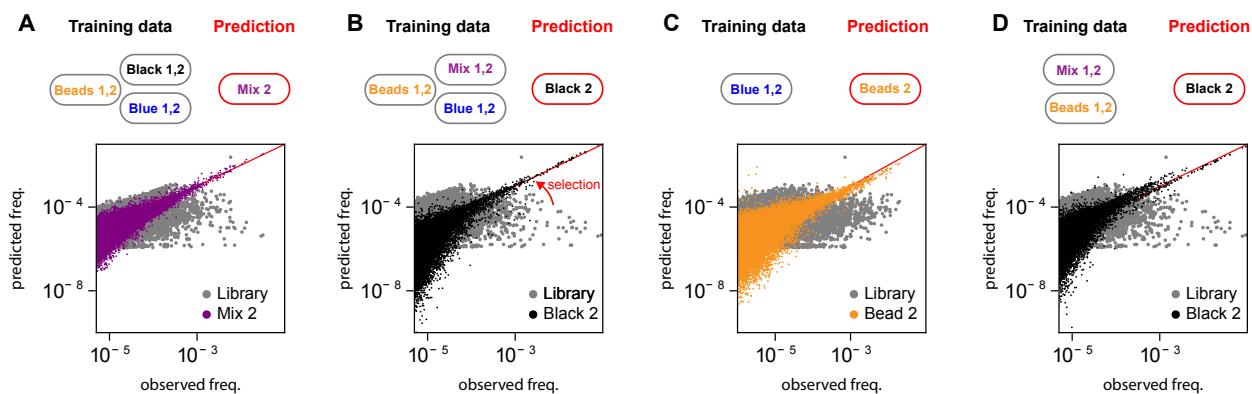 A Training data Prediction
Black 1,2
Beads 1,2
Blue 1,2
Mix 2
predicted freq.
10⁻⁴
10⁻⁸
Library
Mix 2
10⁻⁵ 10⁻³
observed freq.
B Training data Prediction
Mix 1,2
Beads 1,2
Blue 1,2
Black 2
predicted freq.
10⁻⁴
10⁻⁸
selection
Library
Black 2
10⁻⁵ 10⁻³
observed freq.
C Training data Prediction
Blue 1,2
Beads 2
predicted freq.
10⁻⁴
10⁻⁸
Library
Bead 2
10⁻⁵ 10⁻³
observed freq.
D Training data Prediction
Mix 1,2
Beads 1,2
Black 2
predicted freq.
10⁻⁴
10⁻⁸
Library
Black 2
10⁻⁵ 10⁻³
observed freq.